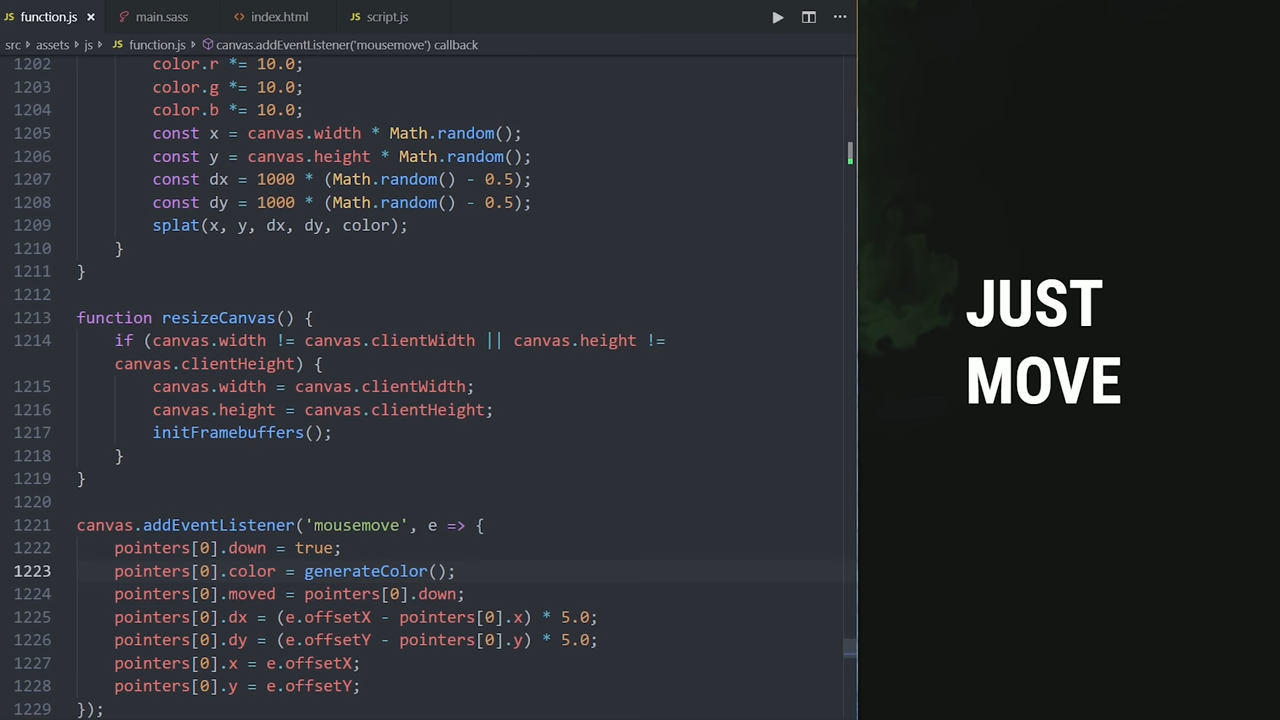 JS function.js × main.sass <> index.html JS script.js
src › assets › js › JS function.js › canvas.addEventListener('mousemove') callback
1202 color.r *= 10.0;
1203 color.g *= 10.0;
1204 color.b *= 10.0;
1205 const x = canvas.width * Math.random();
1206 const y = canvas.height * Math.random();
1207 const dx = 1000 * (Math.random() - 0.5);
1208 const dy = 1000 * (Math.random() - 0.5);
1209 splat(x, y, dx, dy, color);
1210 }
1211 }
1212
1213 function resizeCanvas() {
1214 if (canvas.width != canvas.clientWidth || canvas.height !=
canvas.clientHeight) {
1215 canvas.width = canvas.clientWidth;
1216 canvas.height = canvas.clientHeight;
1217 initFramebuffers();
1218 }
1219 }
1220
1221 canvas.addEventListener('mousemove', e => {
1222 pointers[0].down = true;
1223 pointers[0].color = generateColor();
1224 pointers[0].moved = pointers[0].down;
1225 pointers[0].dx = (e.offsetX - pointers[0].x) * 5.0;
1226 pointers[0].dy = (e.offsetY - pointers[0].y) * 5.0;
1227 pointers[0].x = e.offsetX;
1228 pointers[0].y = e.offsetY;
1229 });
JUST
MOVE